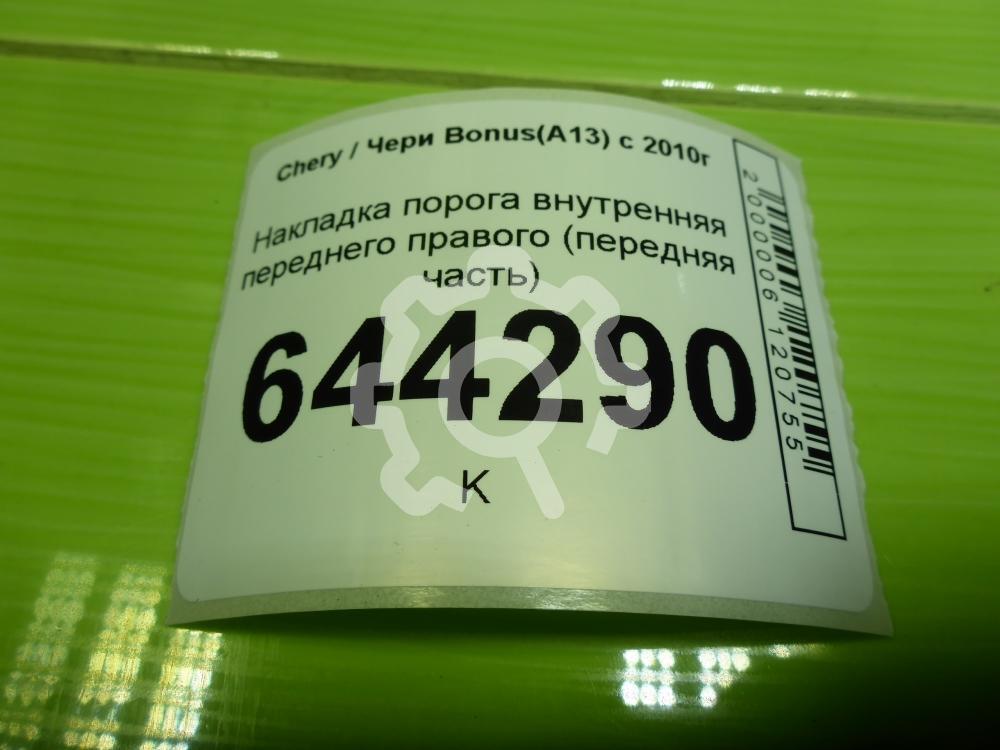 Chery / Чери Bonus(A13) с 2010г
Накладка порога внутренняя
переднего правого (передняя
часть)
644290
К
2000006120755